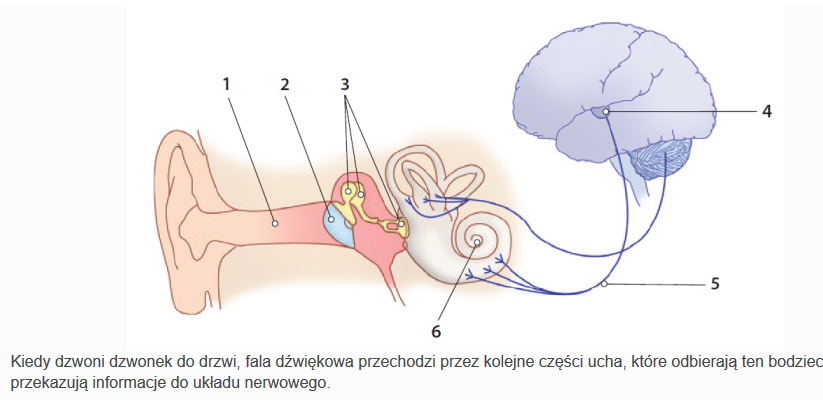 1 2 3
4
5
6
Kiedy dzwoni dzwonek do drzwi, fala dźwiękowa przechodzi przez kolejne części ucha, które odbierają ten bodziec
przekazują informacje do układu nerwowego.